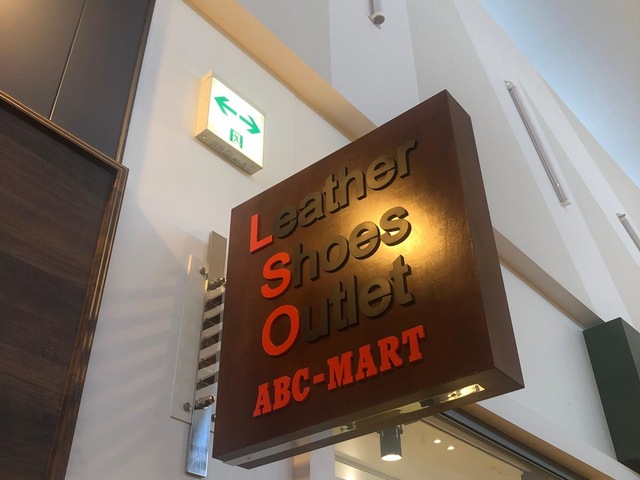 Leather
Shoes
Outlet
ABC-MART